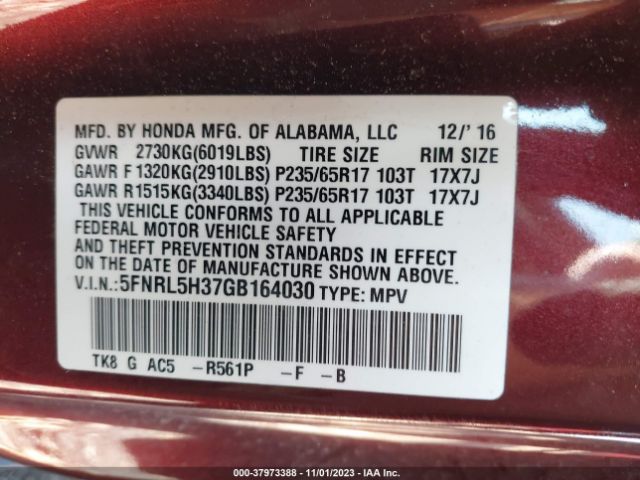 MFD. BY HONDA MFG. OF ALABAMA, LLC 12/' 16
GVWR 2730KG(6019LBS) TIRE SIZE RIM SIZE
GAWR F 1320KG(2910LBS) P235/65R17 103T 17X7J
GAWR R1515KG(3340LBS) P235/65R17 103T 17X7J
THIS VEHICLE CONFORMS TO ALL APPLICABLE
FEDERAL MOTOR VEHICLE SAFETY
AND THEFT PREVENTION STANDARDS IN EFFECT
ON THE DATE OF MANUFACTURE SHOWN ABOVE.
V.I.N.:5FNRL5H37GB164030 TYPE: MPV
TK8 G AC5 -R561P -F -B
000-37973388 • 11/01/2023 • IAA Inc.